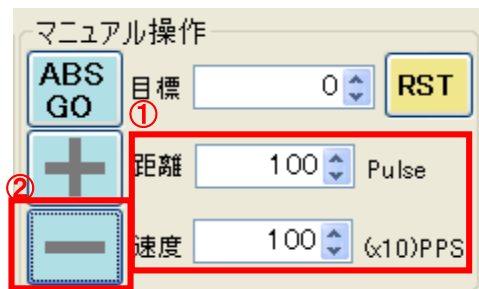 マニュアル操作
ABS GO 目標 0 RST
①
② + 距離 100 Pulse
− 速度 100 (x10)PPS